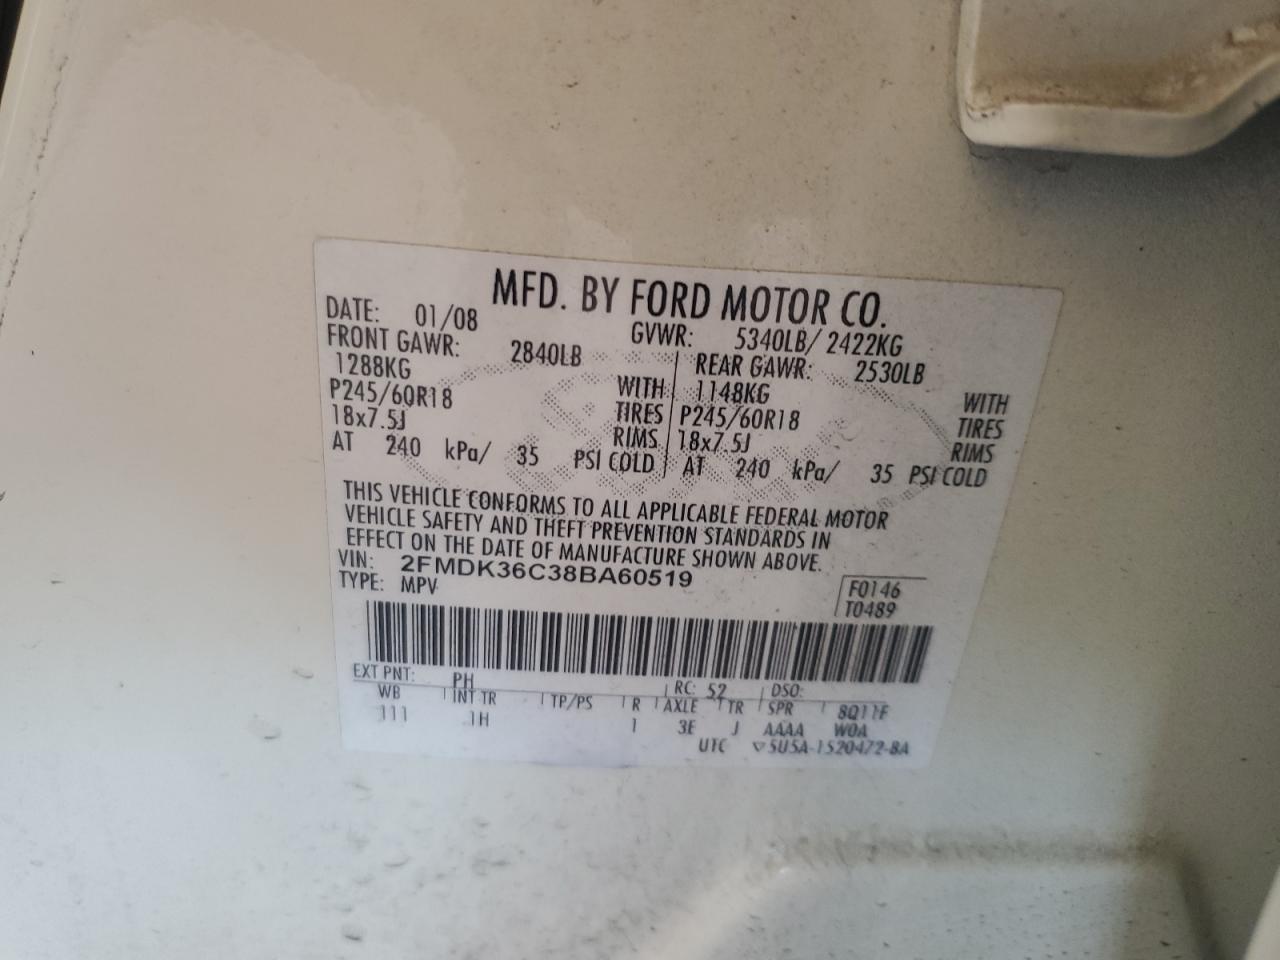 MFD. BY FORD MOTOR CO.
DATE: 01/08 GVWR: 5340LB/ 2422KG
FRONT GAWR: 2840LB REAR GAWR: 2530LB
1288KG WITH 1148KG WITH
P245/60R18 TIRES P245/60R18 TIRES
18x7.5J RIMS 18x7.5J RIMS
AT 240 kPa/ 35 PSI COLD AT 240 kPa/ 35 PSI COLD
THIS VEHICLE CONFORMS TO ALL APPLICABLE FEDERAL MOTOR
VEHICLE SAFETY AND THEFT PREVENTION STANDARDS IN
EFFECT ON THE DATE OF MANUFACTURE SHOWN ABOVE.
VIN: 2FMDK36C38BA60519
TYPE: MPV
F0146
T0489
EXT PNT: PH RC: 52 DSO:
WB INT TR TP/PS R AXLE TR SPR 8Q11F
111 1H 1 3E J AAAA W0A
UTC ▽5U5A-1520472-BA